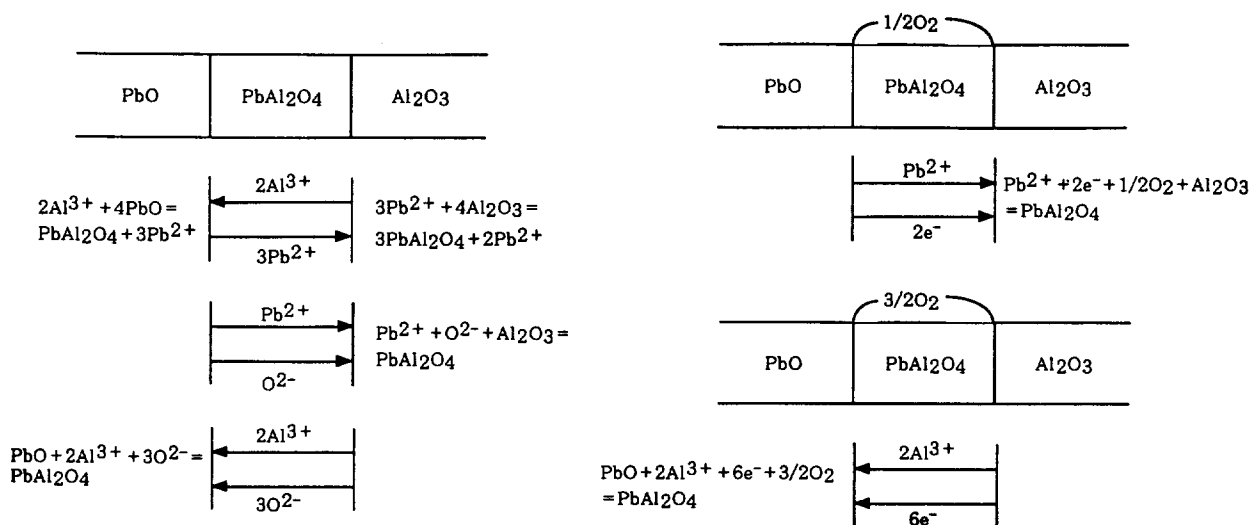 PbO
PbAl2O4
Al2O3
2Al3+
2Al3+ + 4PbO =
PbAl2O4 + 3Pb2+
3Pb2+
3Pb2+ + 4Al2O3 =
3PbAl2O4 + 2Pb2+
Pb2+
O2-
Pb2+ + O2- + Al2O3 =
PbAl2O4
PbO + 2Al3+ + 3O2- =
PbAl2O4
2Al3+
3O2-
1/2O2
PbO
PbAl2O4
Al2O3
Pb2+
2e-
Pb2+ + 2e- + 1/2O2 + Al2O3
= PbAl2O4
3/2O2
PbO
PbAl2O4
Al2O3
PbO + 2Al3+ + 6e- + 3/2O2
= PbAl2O4
2Al3+
6e-